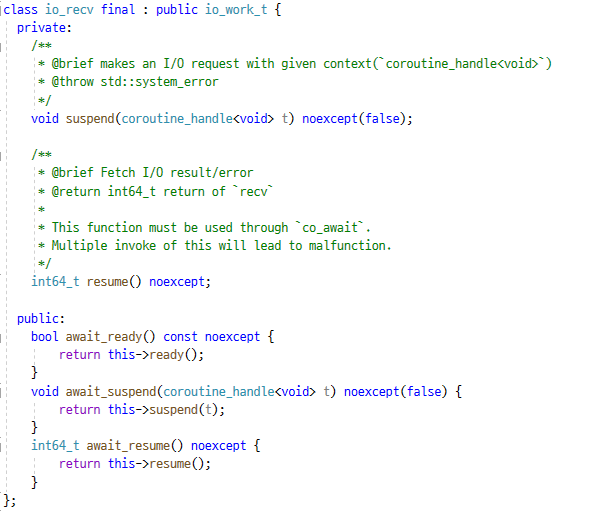 class io_recv final : public io_work_t {
  private:
    /**
     * @brief makes an I/O request with given context(`coroutine_handle<void>`)
     * @throw std::system_error
     */
    void suspend(coroutine_handle<void> t) noexcept(false);

    /**
     * @brief Fetch I/O result/error
     * @return int64_t return of `recv`
     *
     * This function must be used through `co_await`.
     * Multiple invoke of this will lead to malfunction.
     */
    int64_t resume() noexcept;

  public:
    bool await_ready() const noexcept {
        return this->ready();
    }
    void await_suspend(coroutine_handle<void> t) noexcept(false) {
        return this->suspend(t);
    }
    int64_t await_resume() noexcept {
        return this->resume();
    }
};